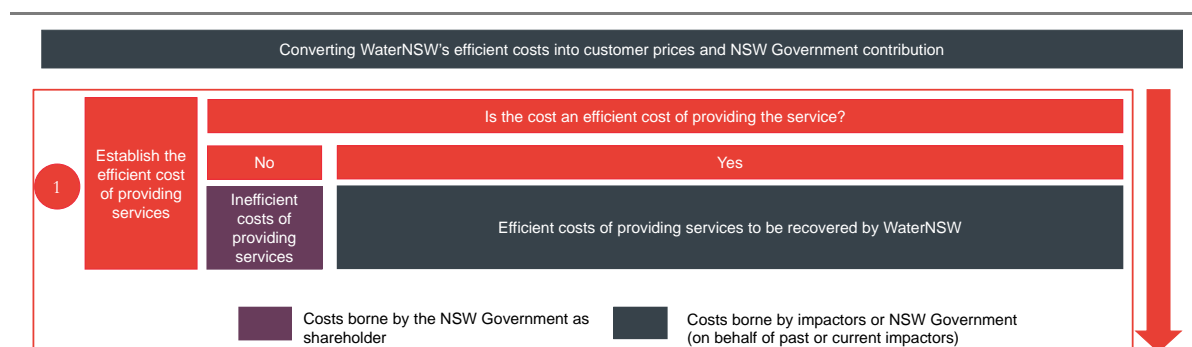 Converting WaterNSW's efficient costs into customer prices and NSW Government contribution
Is the cost an efficient cost of providing the service?
1
Establish the
efficient cost
of providing
services
No
Yes
Inefficient
costs of
providing
services
Efficient costs of providing services to be recovered by WaterNSW
Costs borne by the NSW Government as
shareholder
Costs borne by impactors or NSW Government
(on behalf of past or current impactors)